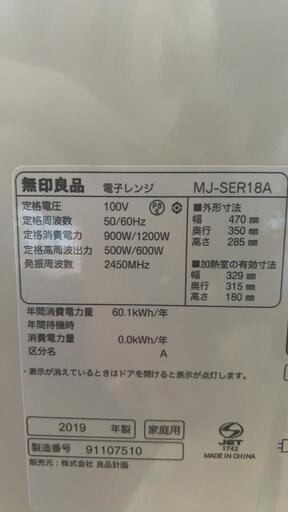 無印良品 電子レンジ MJ-SER18A
定格電圧 100V PSE
定格周波数 50/60Hz
定格消費電力 900W/1200W
定格高周波出力 500W/600W
発振周波数 2450MHz
■外形寸法
幅 470㎜
奥行 350㎜
高さ 285㎜
■加熱室の有効寸法
幅 329㎜
奥行 315㎜
高さ 180㎜
年間消費電力量 60.1kWh/年
年間待機時
消費電力量 0.0kWh/年
区分名 A
・表示が消えているときはドアを開けると表示が点灯します。
2019 年製 家庭用
製造番号 91107510
販売元：株式会社 良品計画
S
JET
1742
MADE IN CHINA